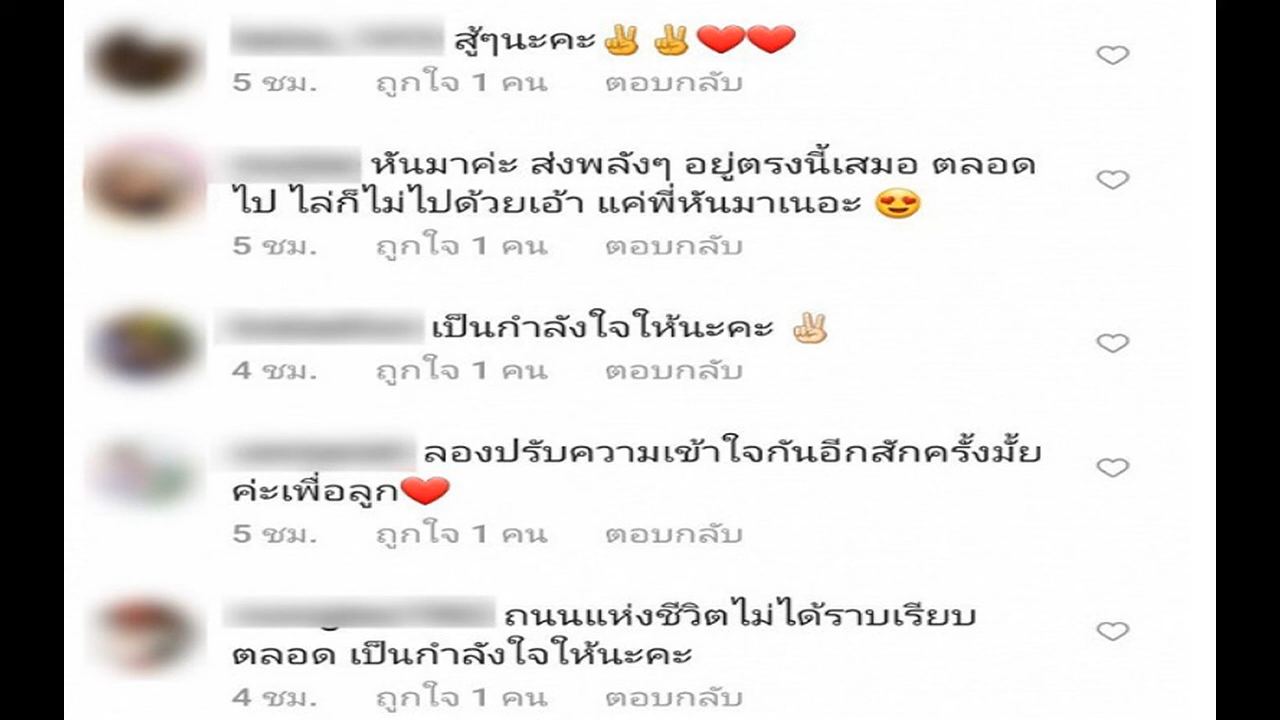 สู้ๆนะคะ✌️✌️❤️❤️
5 ชม. ถูกใจ 1 คน ตอบกลับ
หันมาค่ะ ส่งพลังๆ อยู่ตรงนี้เสมอ ตลอด
ไป ไล่ก็ไม่ไปด้วยเอ้า แค่พี่หันมาเนอะ 😍
5 ชม. ถูกใจ 1 คน ตอบกลับ
เป็นกำลังใจให้นะคะ ✌🏻
4 ชม. ถูกใจ 1 คน ตอบกลับ
ลองปรับความเข้าใจกันอีกสักครั้งมั้ย
ค่ะเพื่อลูก❤️
5 ชม. ถูกใจ 1 คน ตอบกลับ
ถนนแห่งชีวิตไม่ได้ราบเรียบ
ตลอด เป็นกำลังใจให้นะคะ
4 ชม. ถูกใจ 1 คน ตอบกลับ